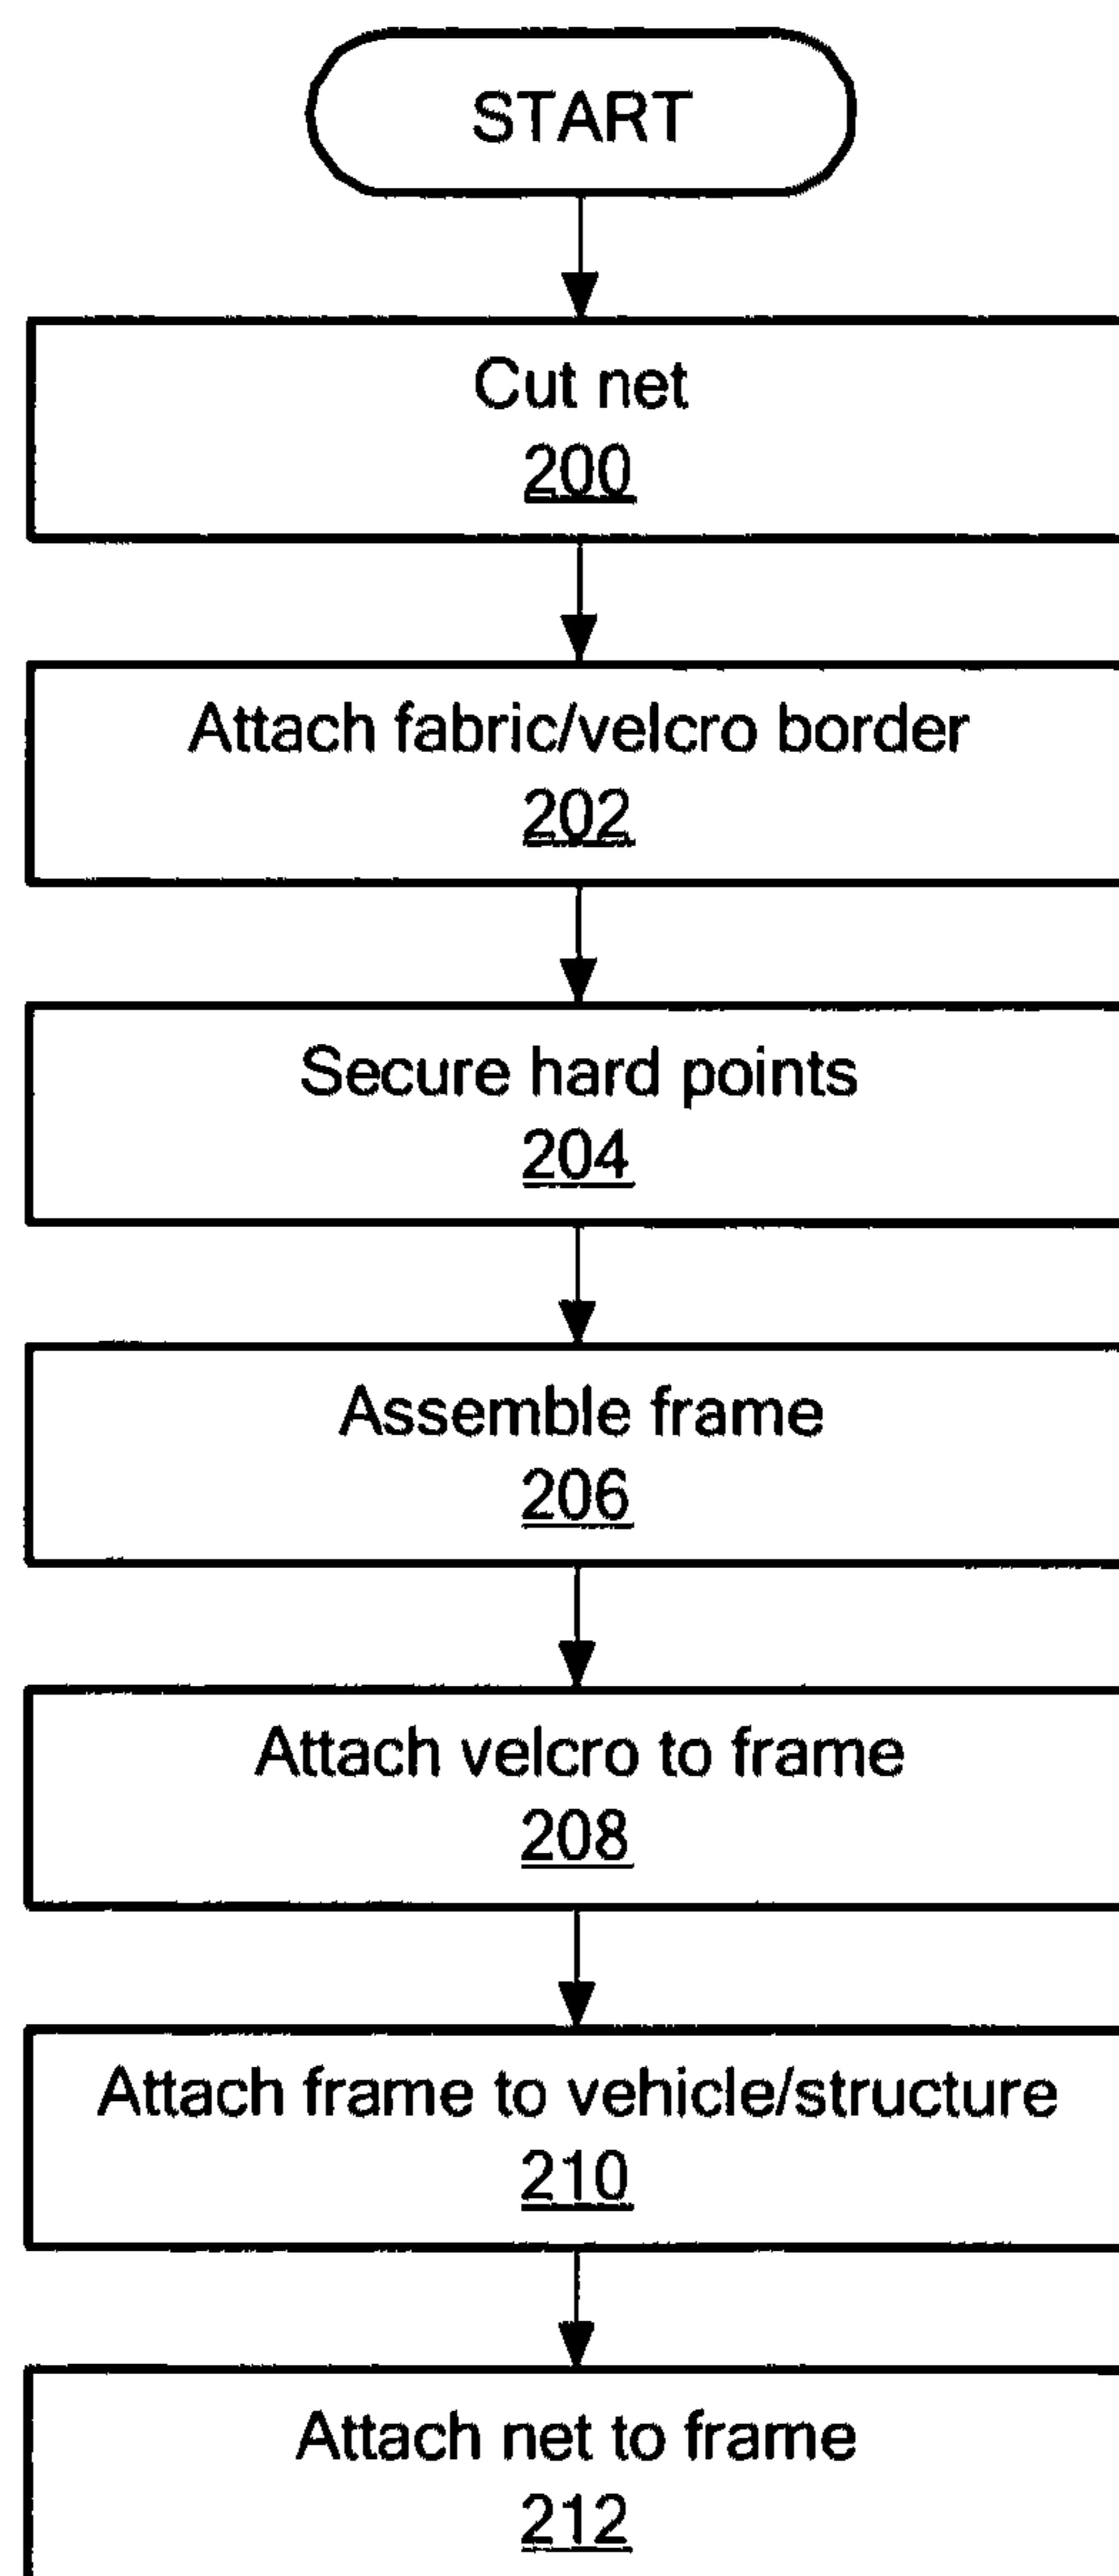 START
Cut net
200
Attach fabric/velcro border
202
Secure hard points
204
Assemble frame
206
Attach velcro to frame
208
Attach frame to vehicle/structure
210
Attach net to frame
212